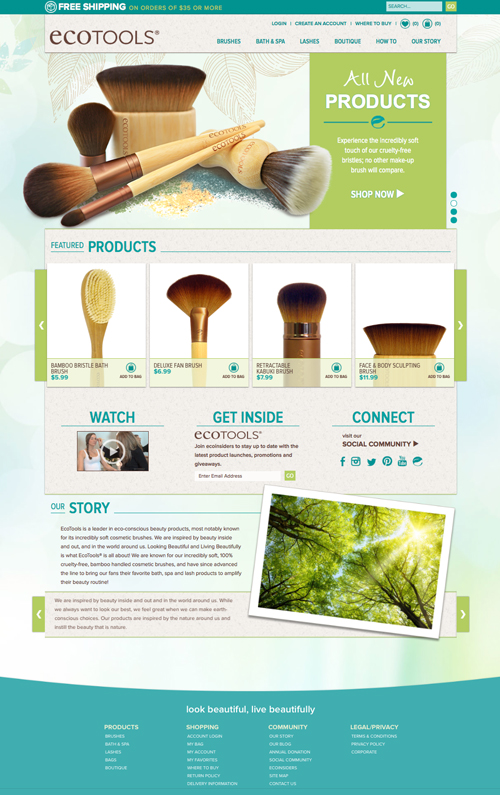 FREE SHIPPING ON ORDERS OF $35 OR MORE
SEARCH... GO
LOGIN | CREATE AN ACCOUNT | WHERE TO BUY | (0) (0)
ecoTOOLS®
BRUSHES BATH & SPA LASHES BOUTIQUE HOW TO OUR STORY
All New
PRODUCTS
Experience the incredibly soft
touch of our cruelty-free
bristles; no other make-up
brush will compare.
SHOP NOW
ECOTOOLS
ecoTOOLS
FEATURED PRODUCTS
BAMBOO BRISTLE BATH
BRUSH
$5.99
ADD TO BAG
DELUXE FAN BRUSH
$6.99
ADD TO BAG
RETRACTABLE
KABUKI BRUSH
$7.99
ADD TO BAG
FACE & BODY SCULPTING
BRUSH
$11.99
ADD TO BAG
WATCH
GET INSIDE
ecoTOOLS®
Join ecoInsiders to stay up to date with the
latest product launches, promotions and
giveaways.
Enter Email Address GO
CONNECT
visit our
SOCIAL COMMUNITY
You Tube
OUR STORY
EcoTools is a leader in eco-conscious beauty products, most notably known
for its incredibly soft cosmetic brushes. We are inspired by beauty inside
and out, and in the world around us. Looking Beautiful and Living Beautifully
is what EcoTools® is all about! We are known for our incredibly soft, 100%
cruelty-free, bamboo handled cosmetic brushes, and have since advanced
the line to bring our fans their favorite bath, spa and lash products to amplify
their beauty routine!
We are inspired by beauty inside and out and in the world around us. While
we always want to look our best, we feel great when we can make earth
conscious choices. Our products are inspired by the nature around us and
instill the beauty that is nature.
look beautiful, live beautifully
PRODUCTS
BRUSHES
BATH & SPA
LASHES
BAGS
BOUTIQUE
SHOPPING
ACCOUNT LOGIN
MY BAG
MY ACCOUNT
MY FAVORITES
WHERE TO BUY
RETURN POLICY
DELIVERY INFORMATION
COMMUNITY
OUR STORY
OUR BLOG
ANNUAL DONATION
SOCIAL COMMUNITY
ECOINSIDERS
SITE MAP
CONTACT US
LEGAL/PRIVACY
TERMS & CONDITIONS
PRIVACY POLICY
CORPORATE